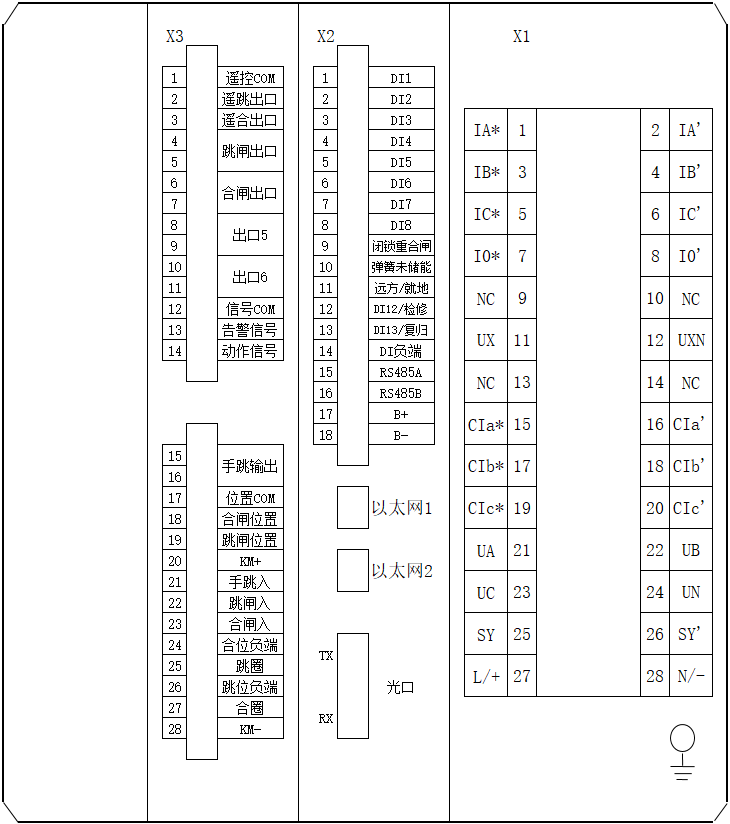 X3
1 遥控COM
2 遥跳出口
3 遥合出口
4 跳闸出口
5
6 合闸出口
7
8 出口5
9
10 出口6
11
12 信号COM
13 告警信号
14 动作信号
15 手跳输出
16
17 位置COM
18 合闸位置
19 跳闸位置
20 KM+
21 手跳入
22 跳闸入
23 合闸入
24 合位负端
25 跳圈
26 跳位负端
27 合圈
28 KM-
X2
1 DI1
2 DI2
3 DI3
4 DI4
5 DI5
6 DI6
7 DI7
8 DI8
9 闭锁重合闸
10 弹簧未储能
11 远方/就地
12 DI12/检修
13 DI13/复归
14 DI负端
15 RS485A
16 RS485B
17 B+
18 B-
以太网1
以太网2
TX
光口
RX
X1
IA* 1 2 IA'
IB* 3 4 IB'
IC* 5 6 IC'
I0* 7 8 I0'
NC 9 10 NC
UX 11 12 UXN
NC 13 14 NC
CIa* 15 16 CIa'
CIb* 17 18 CIb'
CIc* 19 20 CIc'
UA 21 22 UB
UC 23 24 UN
SY 25 26 SY'
L/+ 27 28 N/-